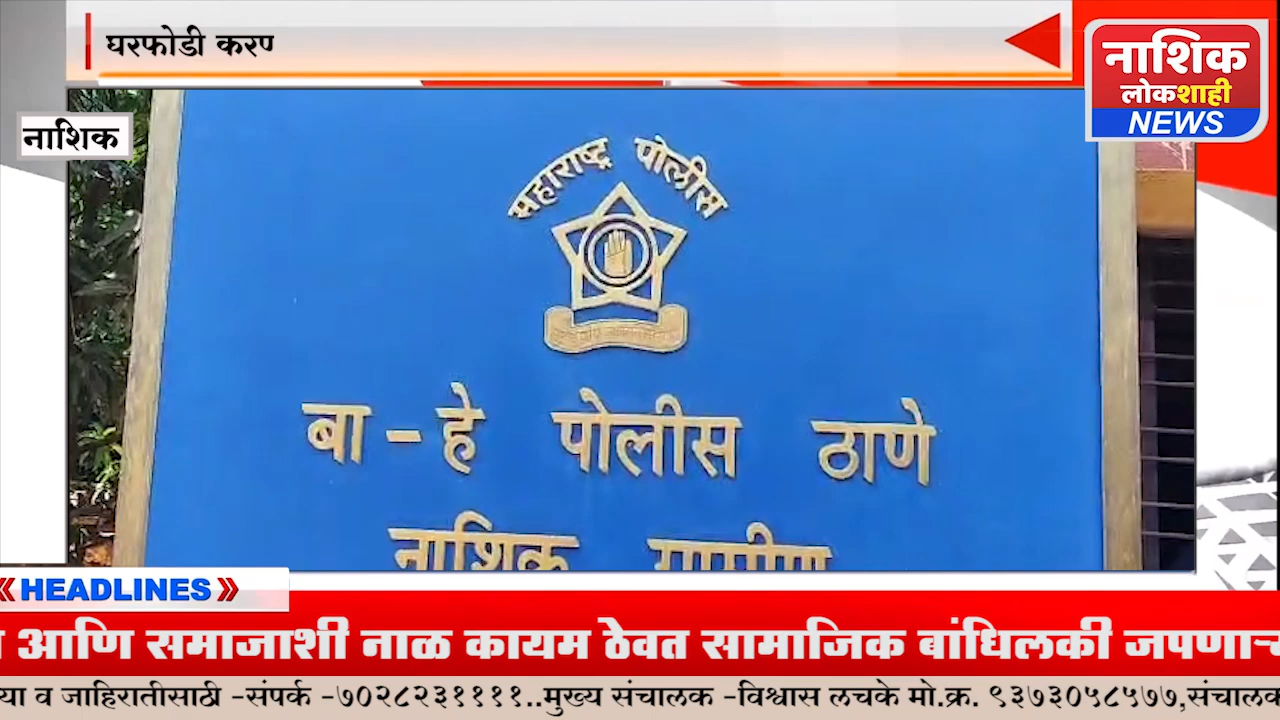 घरफोडी करण
नाशिक
लोकशाही
NEWS
नाशिक
महाराष्ट्र पोलीस
बा-हे पोलीस ठाणे
नाशिक ग्रामीण
HEADLINES
आणि समाजाशी नाळ कायम ठेवत सामाजिक बांधिलकी जपणाऱ्य
या व जाहिरातीसाठी -संपर्क -७०२८२३११११..मुख्य संचालक -विश्वास लचके मो.क्र. ९३७३०५८५७७,संचालक